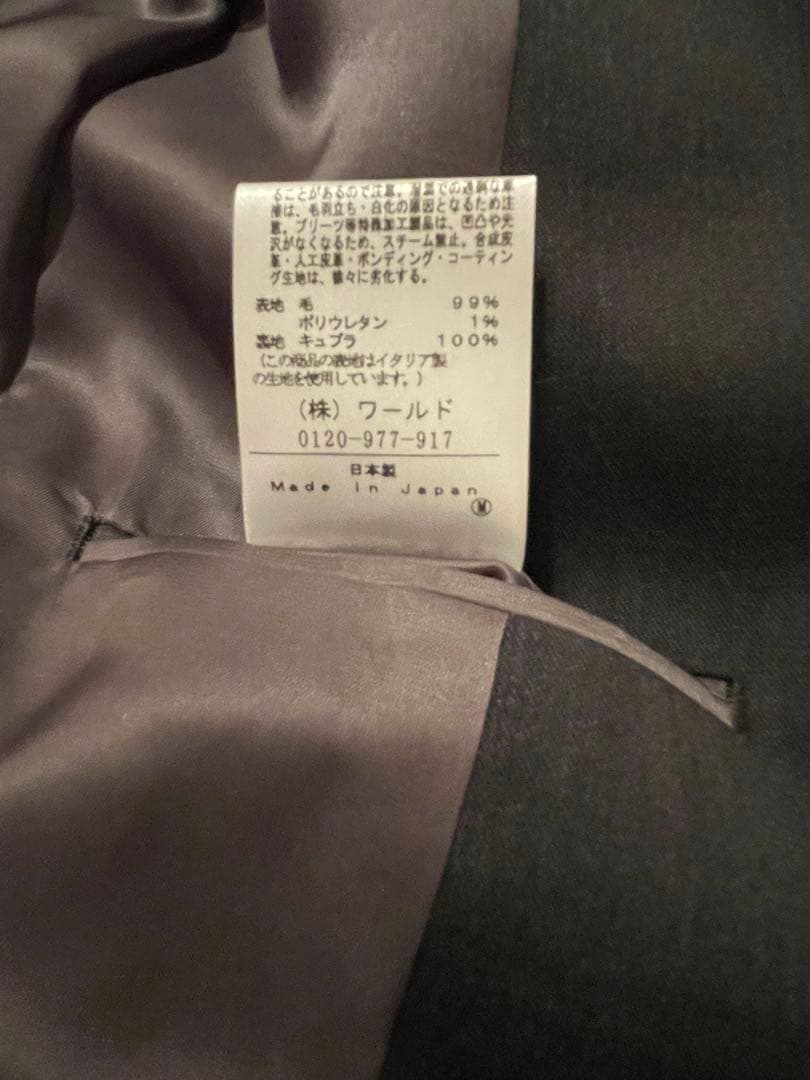 ることがあるので注意。湿潤での過剰な摩
擦は、毛羽立ち・白化の原因となるため注
意。プリーツ等特殊加工製品は、凹凸や光
沢がなくなるため、スチーム禁止。合成皮
革・人工皮革・ボンディング・コーティン
グ生地は、徐々に劣化する。
表地 毛 99%
ポリウレタン 1%
裏地 キュプラ 100%
(この商品の表地はイタリア製
の生地を使用しています。)
(株) ワールド
0120-977-917
日本製
Made in Japan
Ⓜ